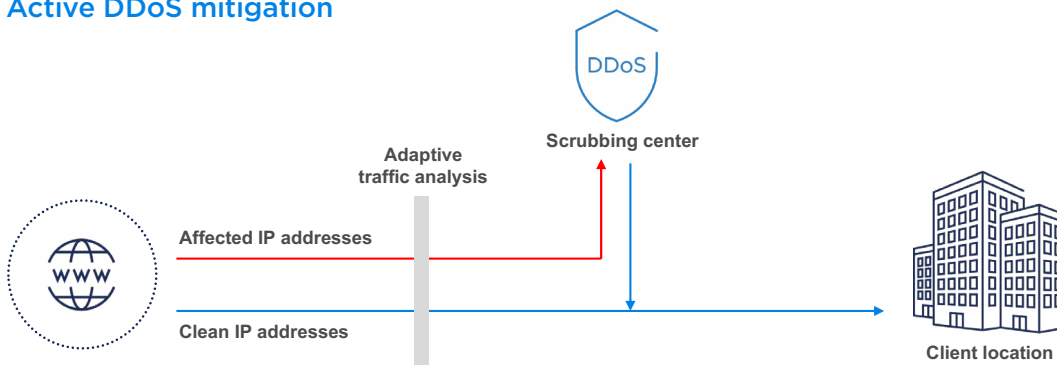 Active DDoS mitigation
DDoS
Scrubbing center
Adaptive
traffic analysis
Affected IP addresses
WWW
Clean IP addresses
Client location